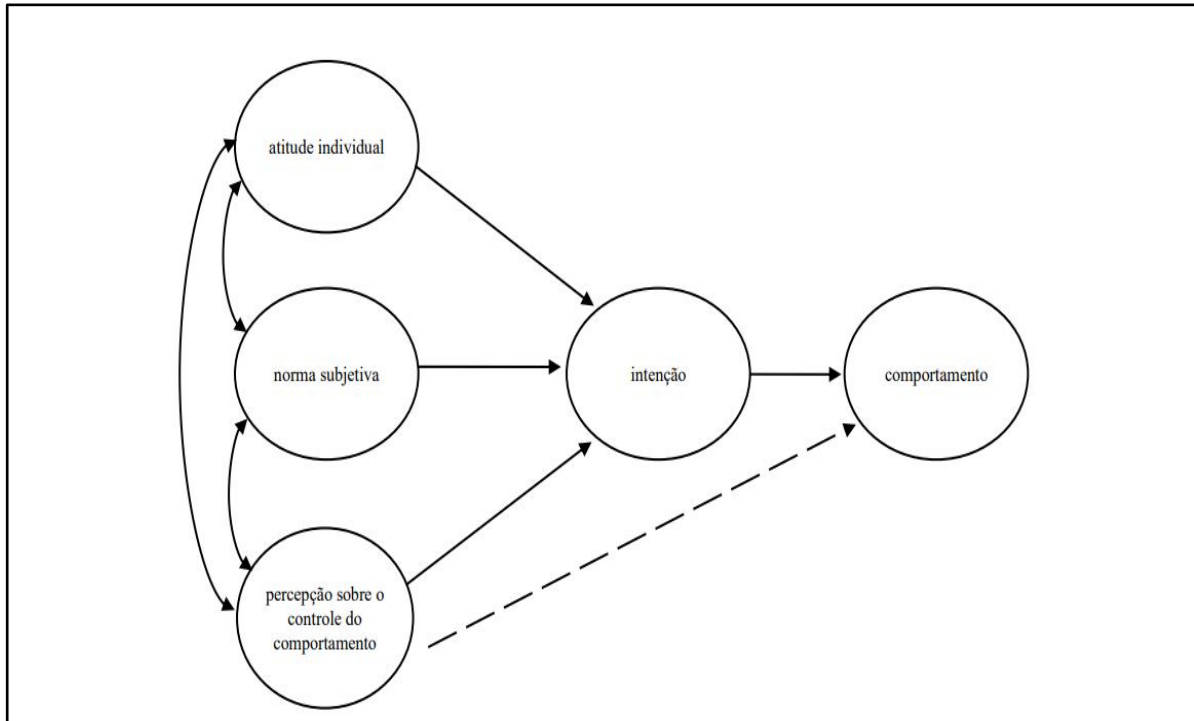 atitude individual
norma subjetiva
intenção
comportamento
percepção sobre o
controle do
comportamento